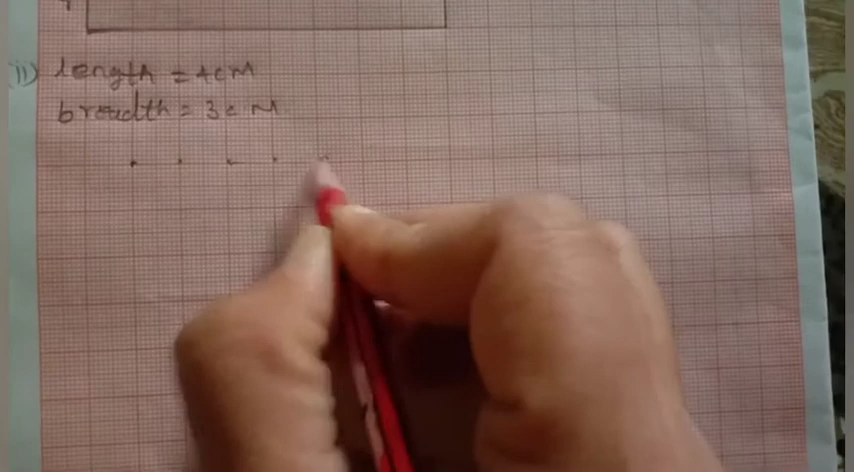 ii) length = 4cm
breadth = 3cm